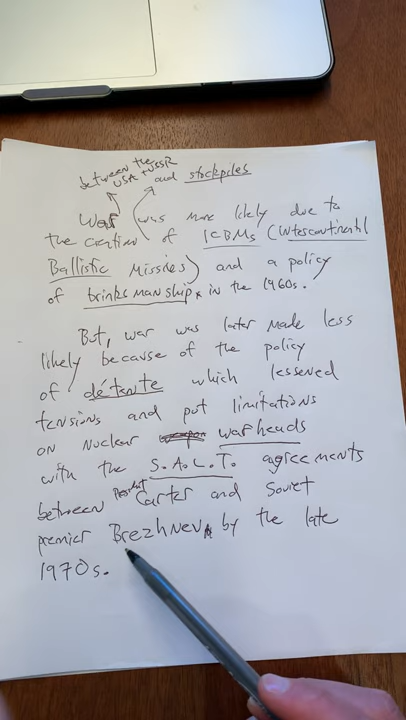 between the
USA + USSR
and stockpiles
War was more likely due to
the creation of ICBMs (Intescontinental
Ballistic Missiles) and a policy
of brinksmanship in the 1960s.
But, war was later made less
likely because of the policy
of détente which lessened
tensions and put limitations
on nuclear warheads
with the S.A.L.T. agreements
between President Carter and Soviet
premier Brezhnev by the late
1970s.